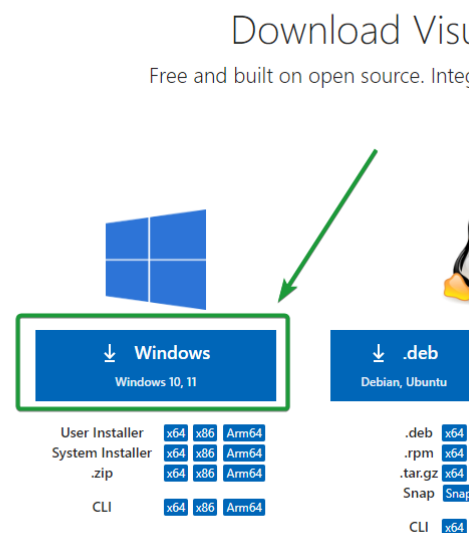 Download Visu
Free and built on open source. Integ
Windows
Windows 10, 11
User Installer x64 x86 Arm64
System Installer x64 x86 Arm64
.zip x64 x86 Arm64
CLI x64 x86 Arm64
.deb
Debian, Ubuntu
.deb x64
.rpm x64
.tar.gz x64
Snap Snap
CLI x64